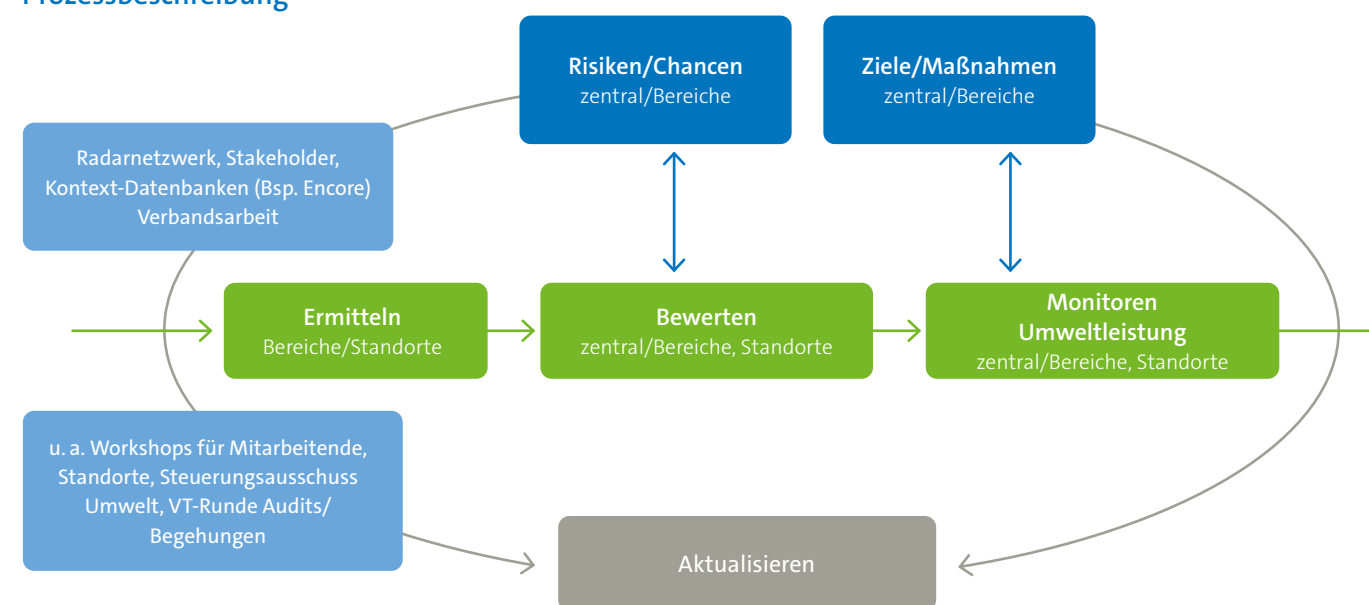 Prozessbeschreibung
Risiken/Chancen
zentral/Bereiche
Ziele/Maßnahmen
zentral/Bereiche
Radarnetzwerk, Stakeholder,
Kontext-Datenbanken (Bsp. Encore)
Verbandsarbeit
Ermitteln
Bereiche/Standorte
Bewerten
zentral/Bereiche, Standorte
Monitoren
Umweltleistung
zentral/Bereiche, Standorte
u. a. Workshops für Mitarbeitende,
Standorte, Steuerungsausschuss
Umwelt, VT-Runde Audits/
Begehungen
Aktualisieren